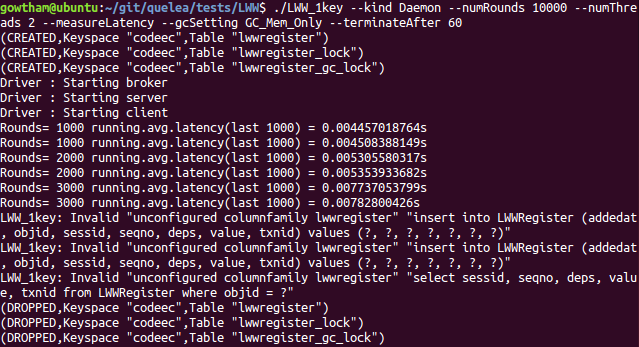 gowtham@ubuntu:~/git/quelea/tests/LWW$ ./LWW_1key --kind Daemon --numRounds 10000 --numThre
ads 2 --measureLatency --gcSetting GC_Mem_Only --terminateAfter 60
(CREATED,Keyspace "codeec",Table "lwwregister")
(CREATED,Keyspace "codeec",Table "lwwregister_lock")
(CREATED,Keyspace "codeec",Table "lwwregister_gc_lock")
Driver : Starting broker
Driver : Starting server
Driver : Starting client
Rounds= 1000 running.avg.latency(last 1000) = 0.004457018764s
Rounds= 1000 running.avg.latency(last 1000) = 0.004508388149s
Rounds= 2000 running.avg.latency(last 1000) = 0.005305580317s
Rounds= 2000 running.avg.latency(last 1000) = 0.005353933682s
Rounds= 3000 running.avg.latency(last 1000) = 0.007737053799s
Rounds= 3000 running.avg.latency(last 1000) = 0.00782800426s
LWW_1key: Invalid "unconfigured columnfamily lwwregister" "insert into LWWRegister (addedat
, objid, sessid, seqno, deps, value, txnid) values (?, ?, ?, ?, ?, ?, ?)"
LWW_1key: Invalid "unconfigured columnfamily lwwregister" "insert into LWWRegister (addedat
, objid, sessid, seqno, deps, value, txnid) values (?, ?, ?, ?, ?, ?, ?)"
LWW_1key: Invalid "unconfigured columnfamily lwwregister" "select sessid, seqno, deps, valu
e, txnid from LWWRegister where objid = ?"
(DROPPED,Keyspace "codeec",Table "lwwregister")
(DROPPED,Keyspace "codeec",Table "lwwregister_lock")
(DROPPED,Keyspace "codeec",Table "lwwregister_gc_lock")